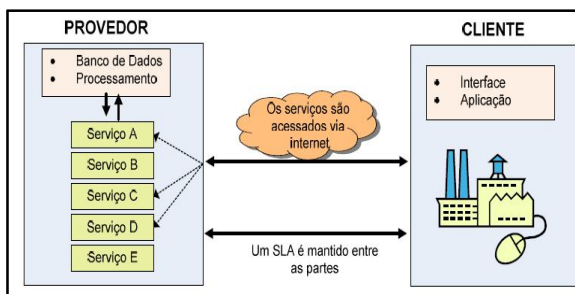 PROVEDOR
• Banco de Dados
• Processamento
Serviço A
Serviço B
Serviço C
Serviço D
Serviço E
Os serviços são
acessados via
internet
Um SLA é mantido entre
as partes
CLIENTE
• Interface
• Aplicação